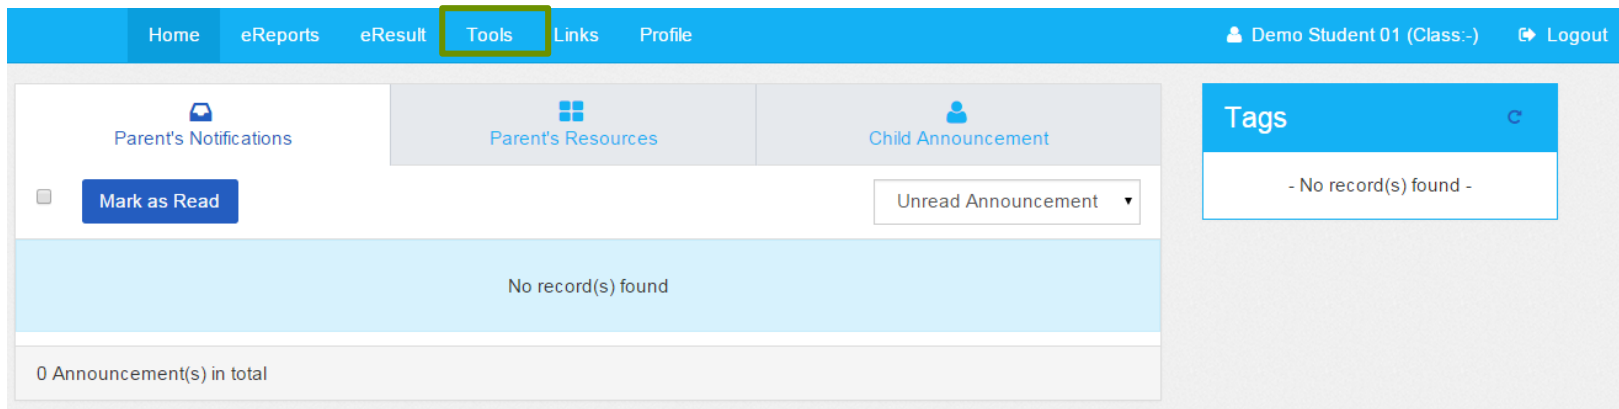 Home eReports eResult Tools Links Profile Demo Student 01 (Class:-) Logout
Parent's Notifications Parent's Resources Child Announcement
Tags
Mark as Read Unread Announcement
- No record(s) found -
No record(s) found
0 Announcement(s) in total